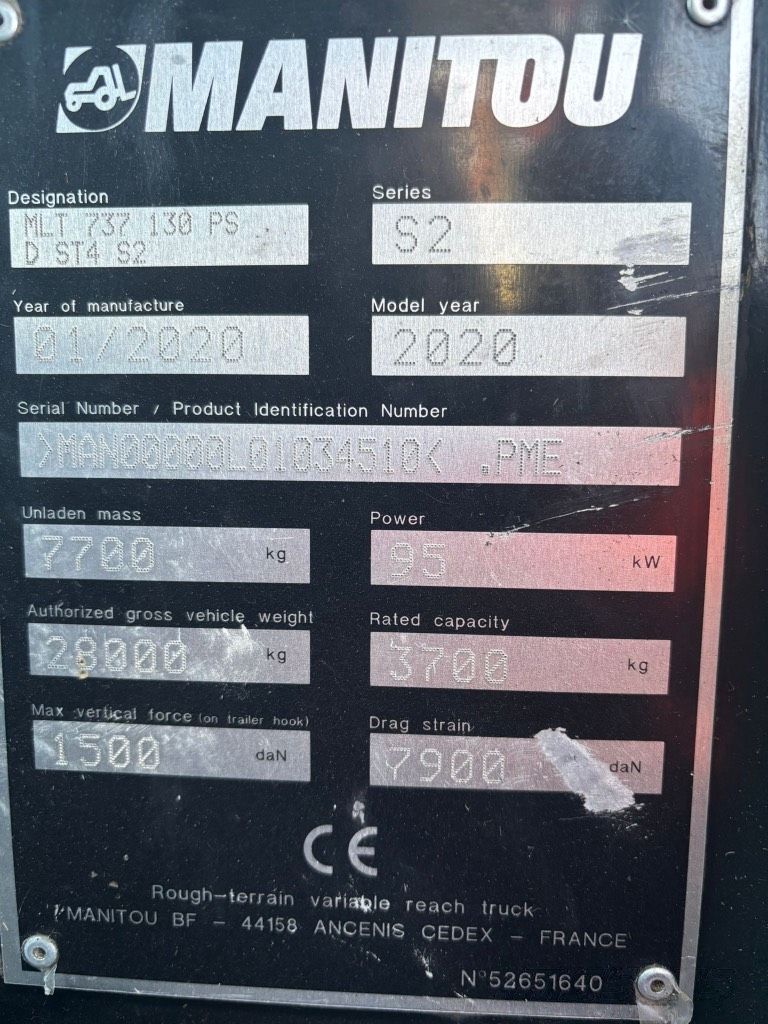 MANITOU
Designation
MLT 737 130 PS
D ST4 S2
Series
S2
Year of manufacture
01/2020
Model year
2020
Serial Number / Product Identification Number
>MAN00000L01034510< .PME
Unladen mass
7700 kg
Power
95 kW
Authorized gross vehicle weight
28000 kg
Rated capacity
3700 kg
Max vertical force (on trailer hook)
1500 daN
Drag strain
7900 daN
CE
Rough-terrain variable reach truck
MANITOU BF - 44158 ANCENIS CEDEX - FRANCE
N°52651640